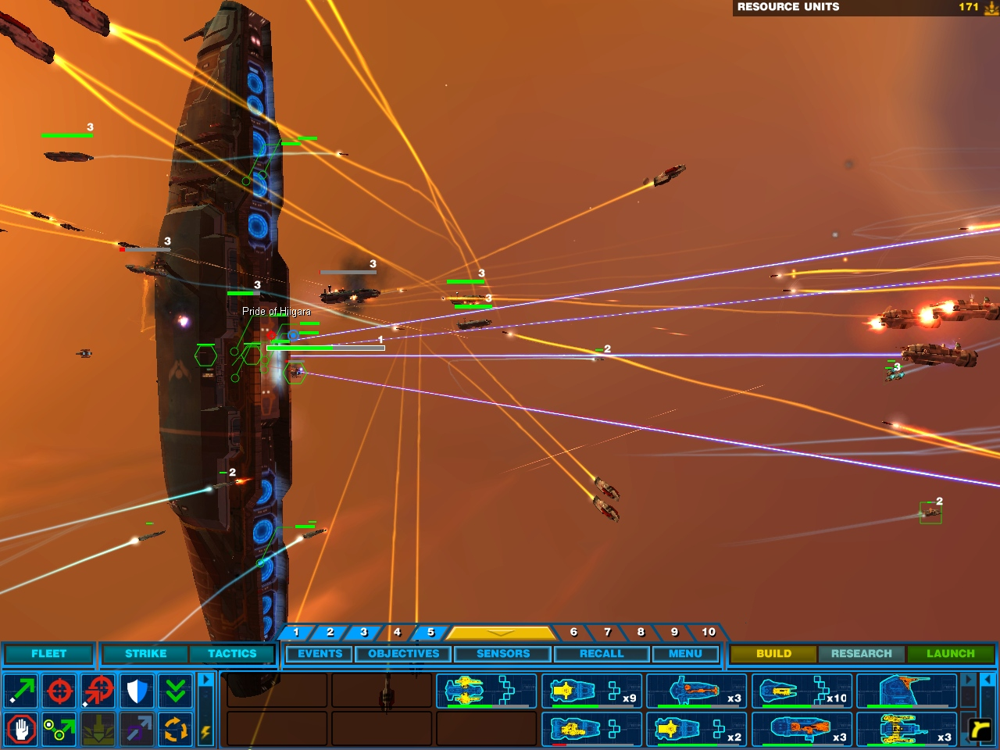 RESOURCE UNITS 171
3
3
3
3
3
3
Pride of Hiigara
1
2
3
2
2
1 2 3 4 5 6 7 8 9 10
FLEET STRIKE TACTICS EVENTS OBJECTIVES SENSORS RECALL MENU BUILD RESEARCH LAUNCH
x9 x3 x10
x2 x3 x3